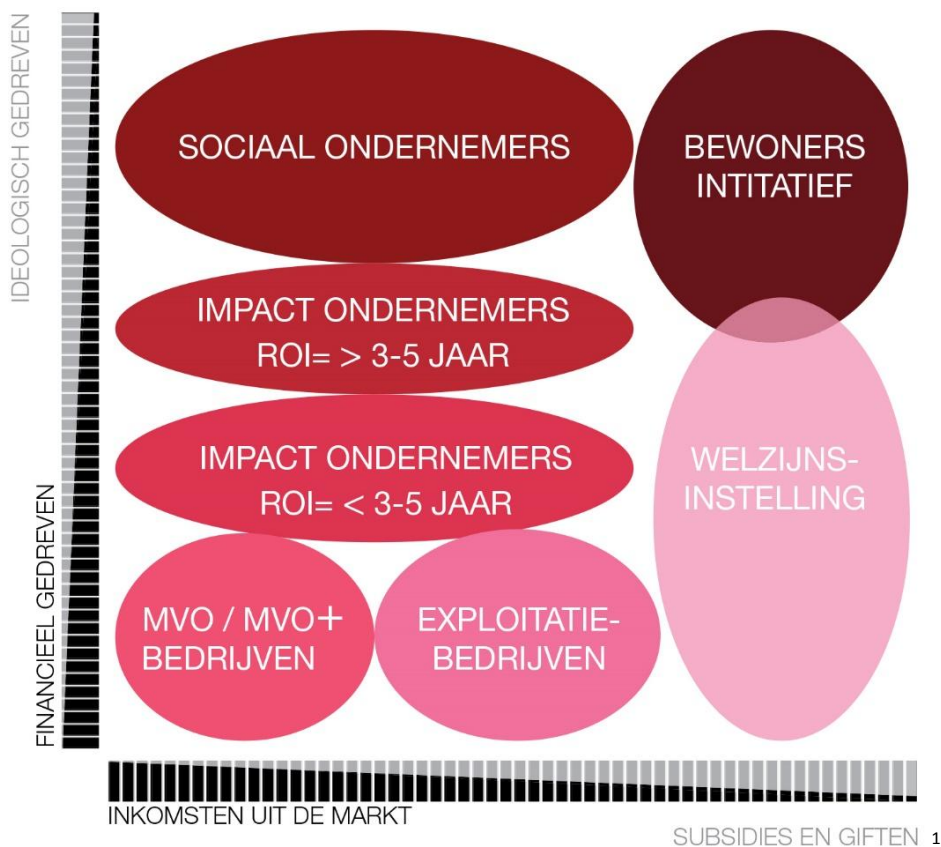 IDEOLOGISCH GEDREVEN
SOCIAAL ONDERNEMERS
BEWONERS
INTITATIEF
IMPACT ONDERNEMERS
ROI= > 3-5 JAAR
IMPACT ONDERNEMERS
ROI= < 3-5 JAAR
WELZIJNS-
INSTELLING
FINANCIEEL GEDREVEN
MVO / MVO+
BEDRIJVEN
EXPLOITATIE-
BEDRIJVEN
INKOMSTEN UIT DE MARKT
SUBSIDIES EN GIFTEN 1